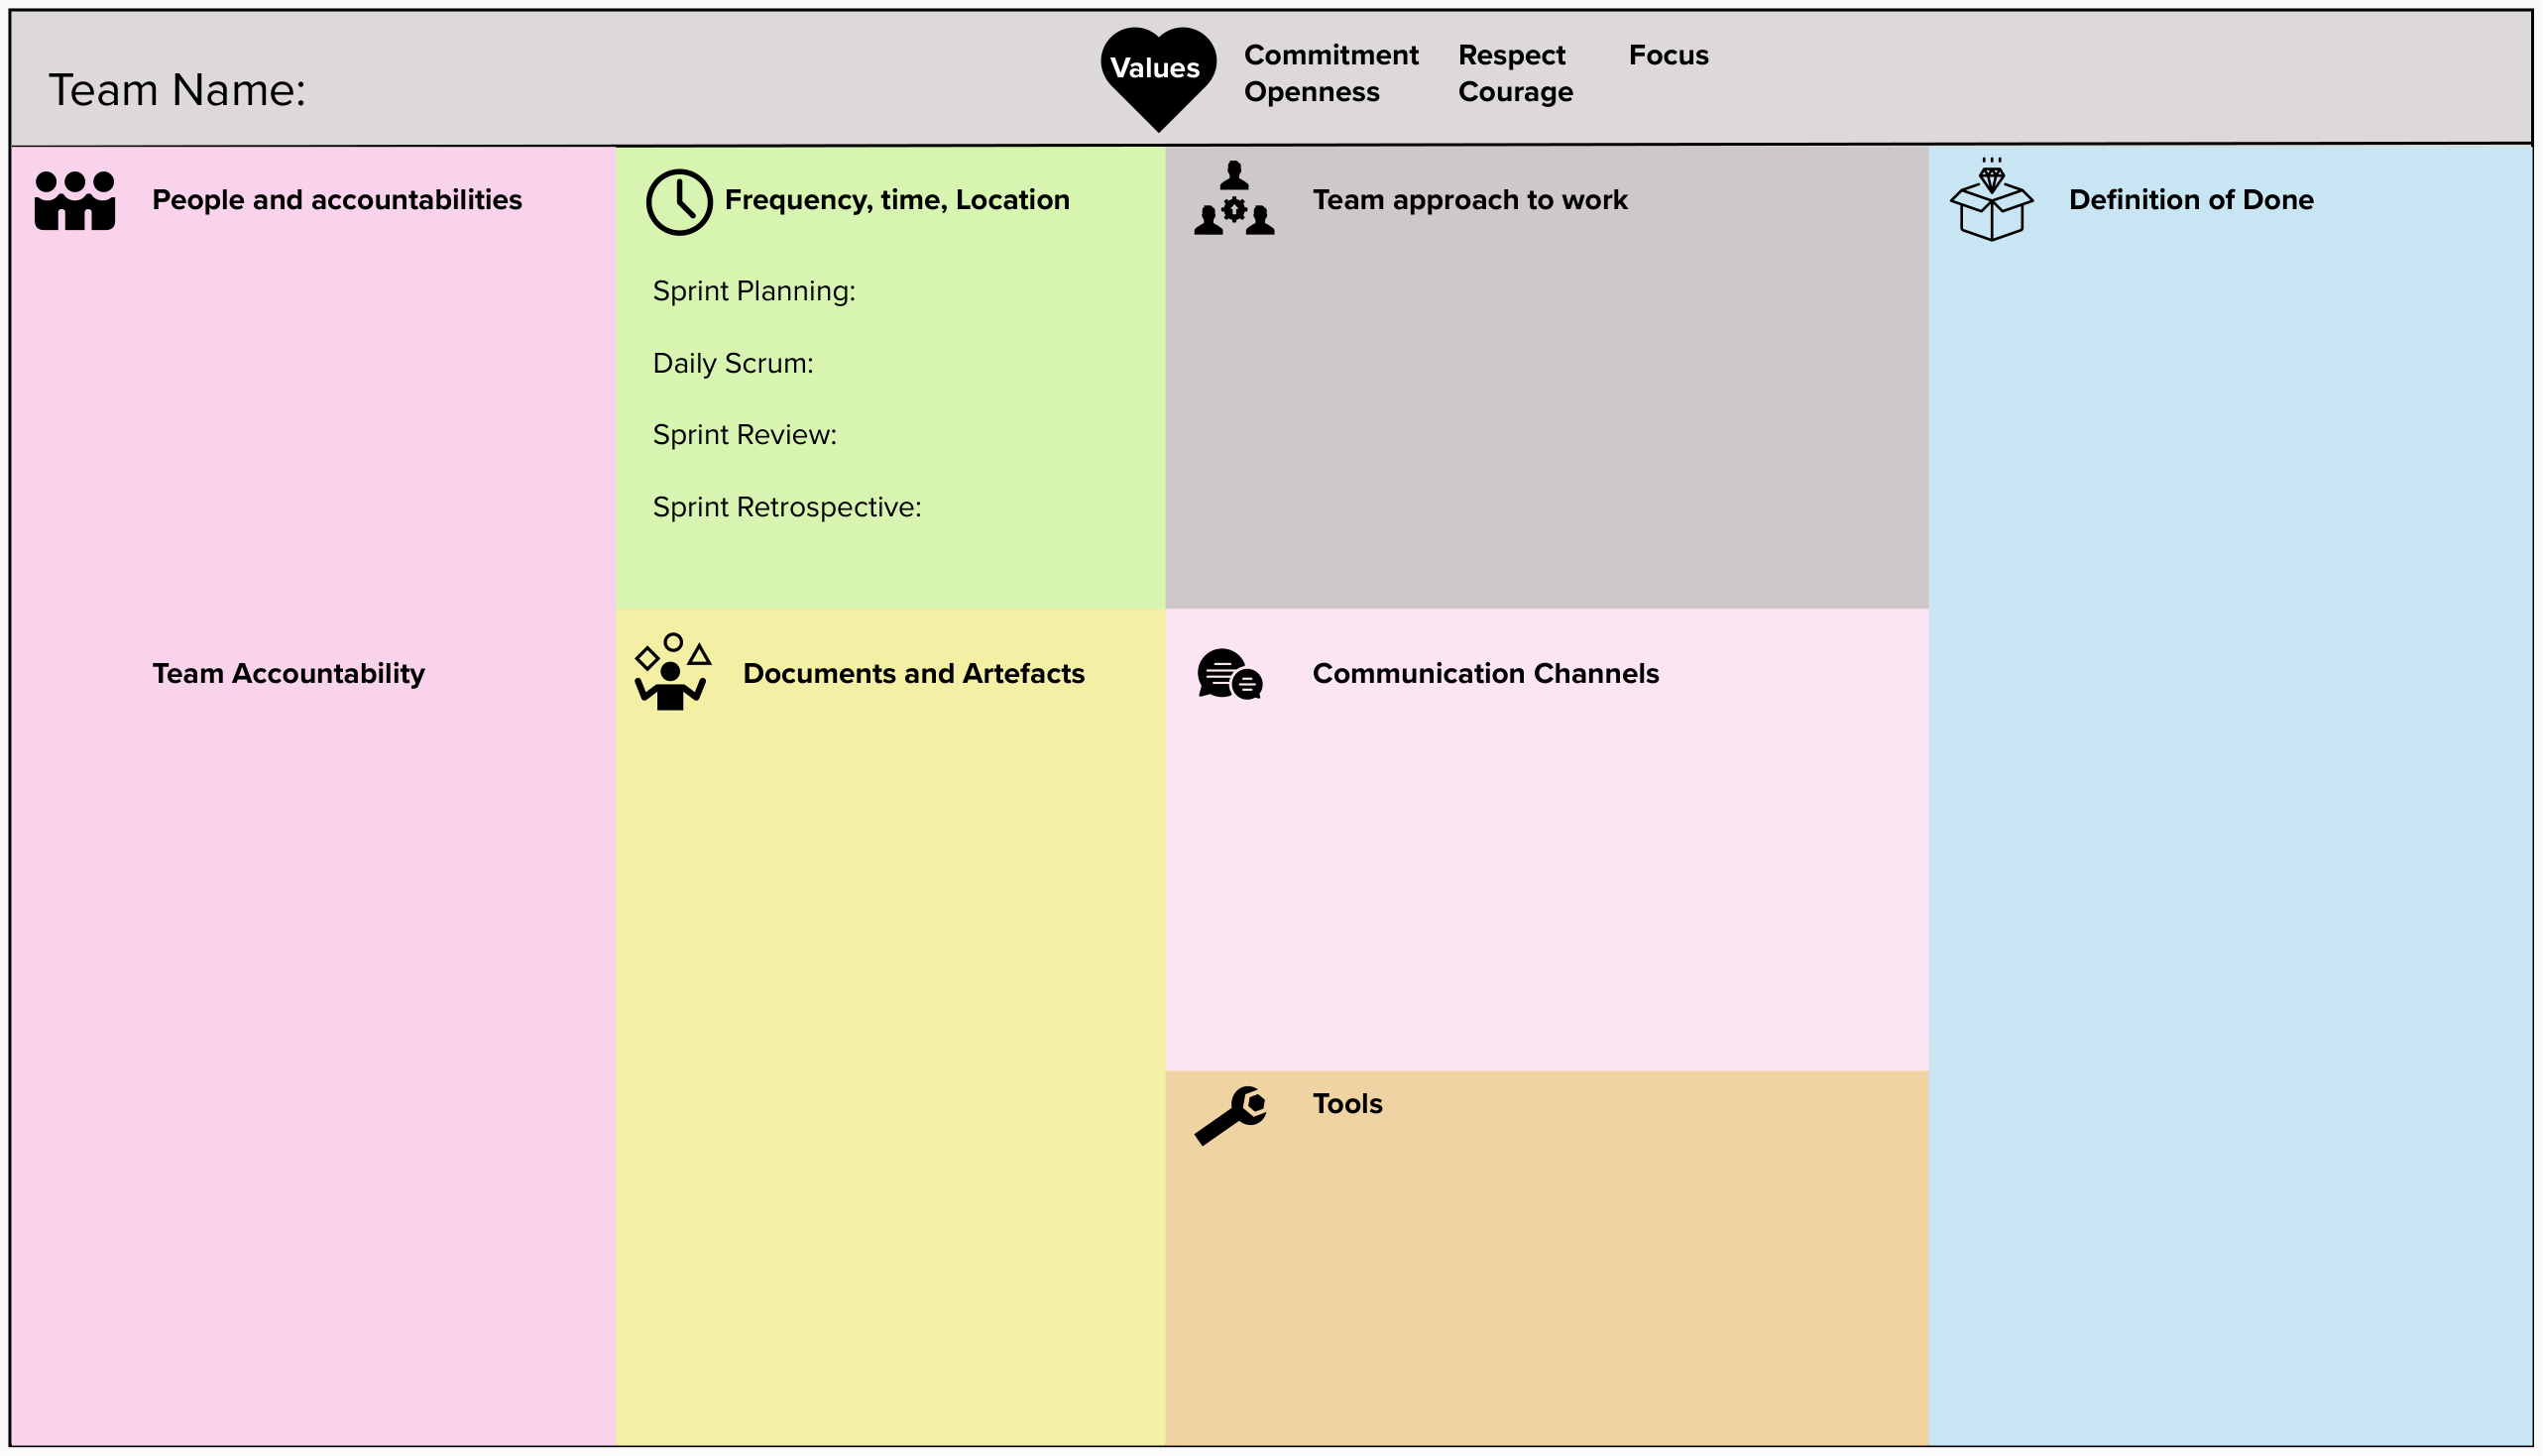 Team Name:
Values
Commitment Respect Focus
Openness Courage
People and accountabilities
Frequency, time, Location
Sprint Planning:
Daily Scrum:
Sprint Review:
Sprint Retrospective:
Team approach to work
Definition of Done
Team Accountability
Documents and Artefacts
Communication Channels
Tools